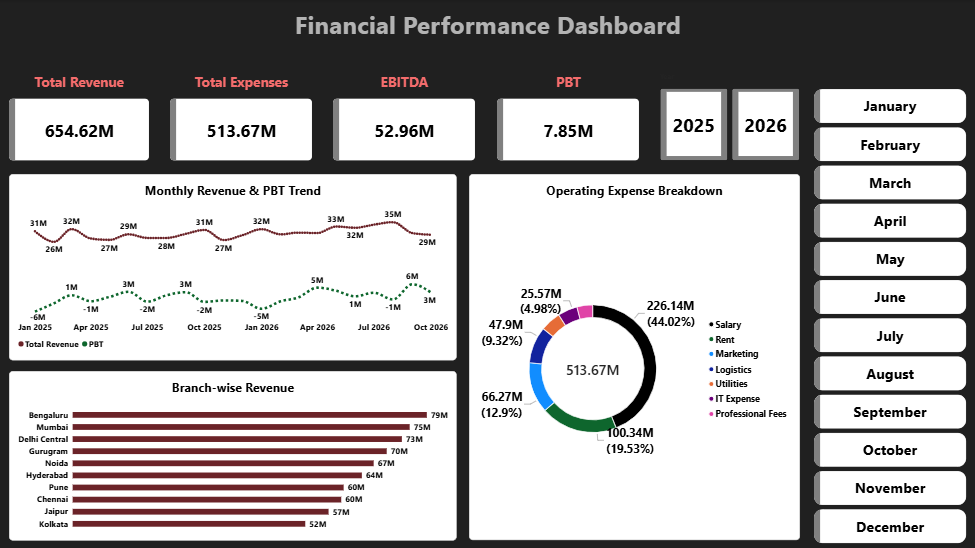 Financial Performance Dashboard
Total Revenue
654.62M
Total Expenses
513.67M
EBITDA
52.96M
PBT
7.85M
2025
2026
January
February
March
April
May
June
July
August
September
October
November
December
Monthly Revenue & PBT Trend
31M
26M
32M
27M
29M
28M
31M
27M
32M
33M
32M
35M
29M
-6M
1M
-1M
3M
-2M
3M
-2M
-5M
5M
1M
-1M
6M
3M
Jan 2025
Apr 2025
Jul 2025
Oct 2025
Jan 2026
Apr 2026
Jul 2026
Oct 2026
Total Revenue
PBT
Branch-wise Revenue
Bengaluru 79M
Mumbai 75M
Delhi Central 73M
Gurugram 70M
Noida 67M
Hyderabad 64M
Pune 60M
Chennai 60M
Jaipur 57M
Kolkata 52M
Operating Expense Breakdown
226.14M
(44.02%)
100.34M
(19.53%)
66.27M
(12.9%)
47.9M
(9.32%)
25.57M
(4.98%)
513.67M
Salary
Rent
Marketing
Logistics
Utilities
IT Expense
Professional Fees